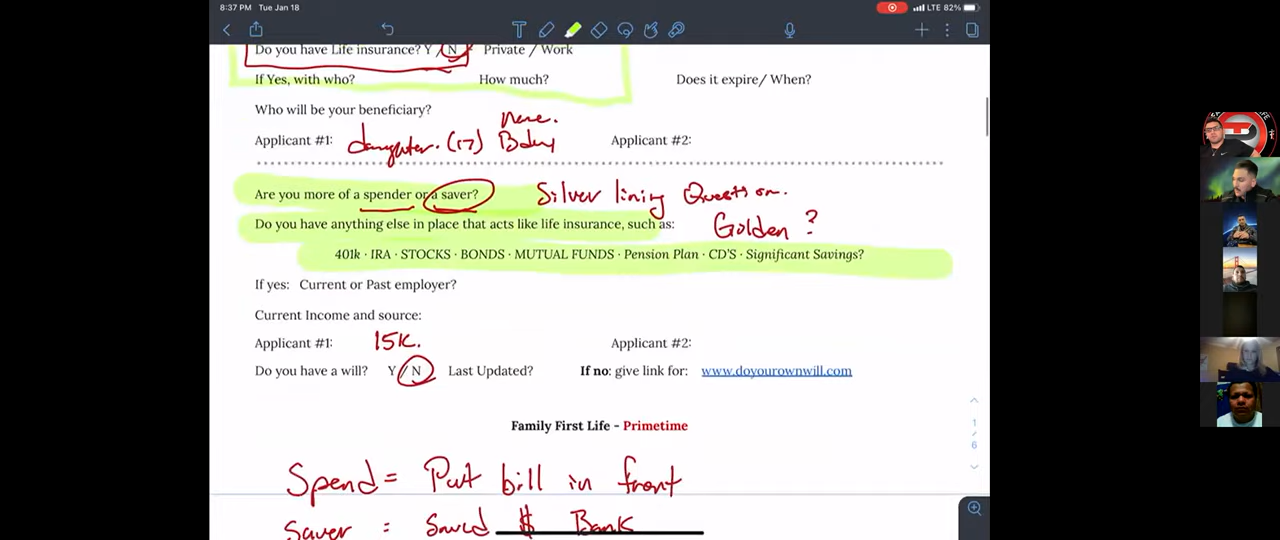 8:37 PM Tue Jan 18 LTE 82%
Do you have Life insurance? Y / N Private / Work
If Yes, with who? How much? Does it expire/ When?
Who will be your beneficiary?
Applicant #1: daughter. (17) Applicant #2:
Are you more of a spender or a saver? Silver lining Question.
Do you have anything else in place that acts like life insurance, such as: Golden ?
401k · IRA · STOCKS · BONDS · MUTUAL FUNDS · Pension Plan · CD'S · Significant Savings?
If yes: Current or Past employer?
Current Income and source:
Applicant #1: 15K. Applicant #2:
Do you have a will? Y / N Last Updated? If no: give link for: www.doyourownwill.com
Family First Life - Primetime
1 / 6
Spend = Put bill in front
Saver = Saved $ Bank